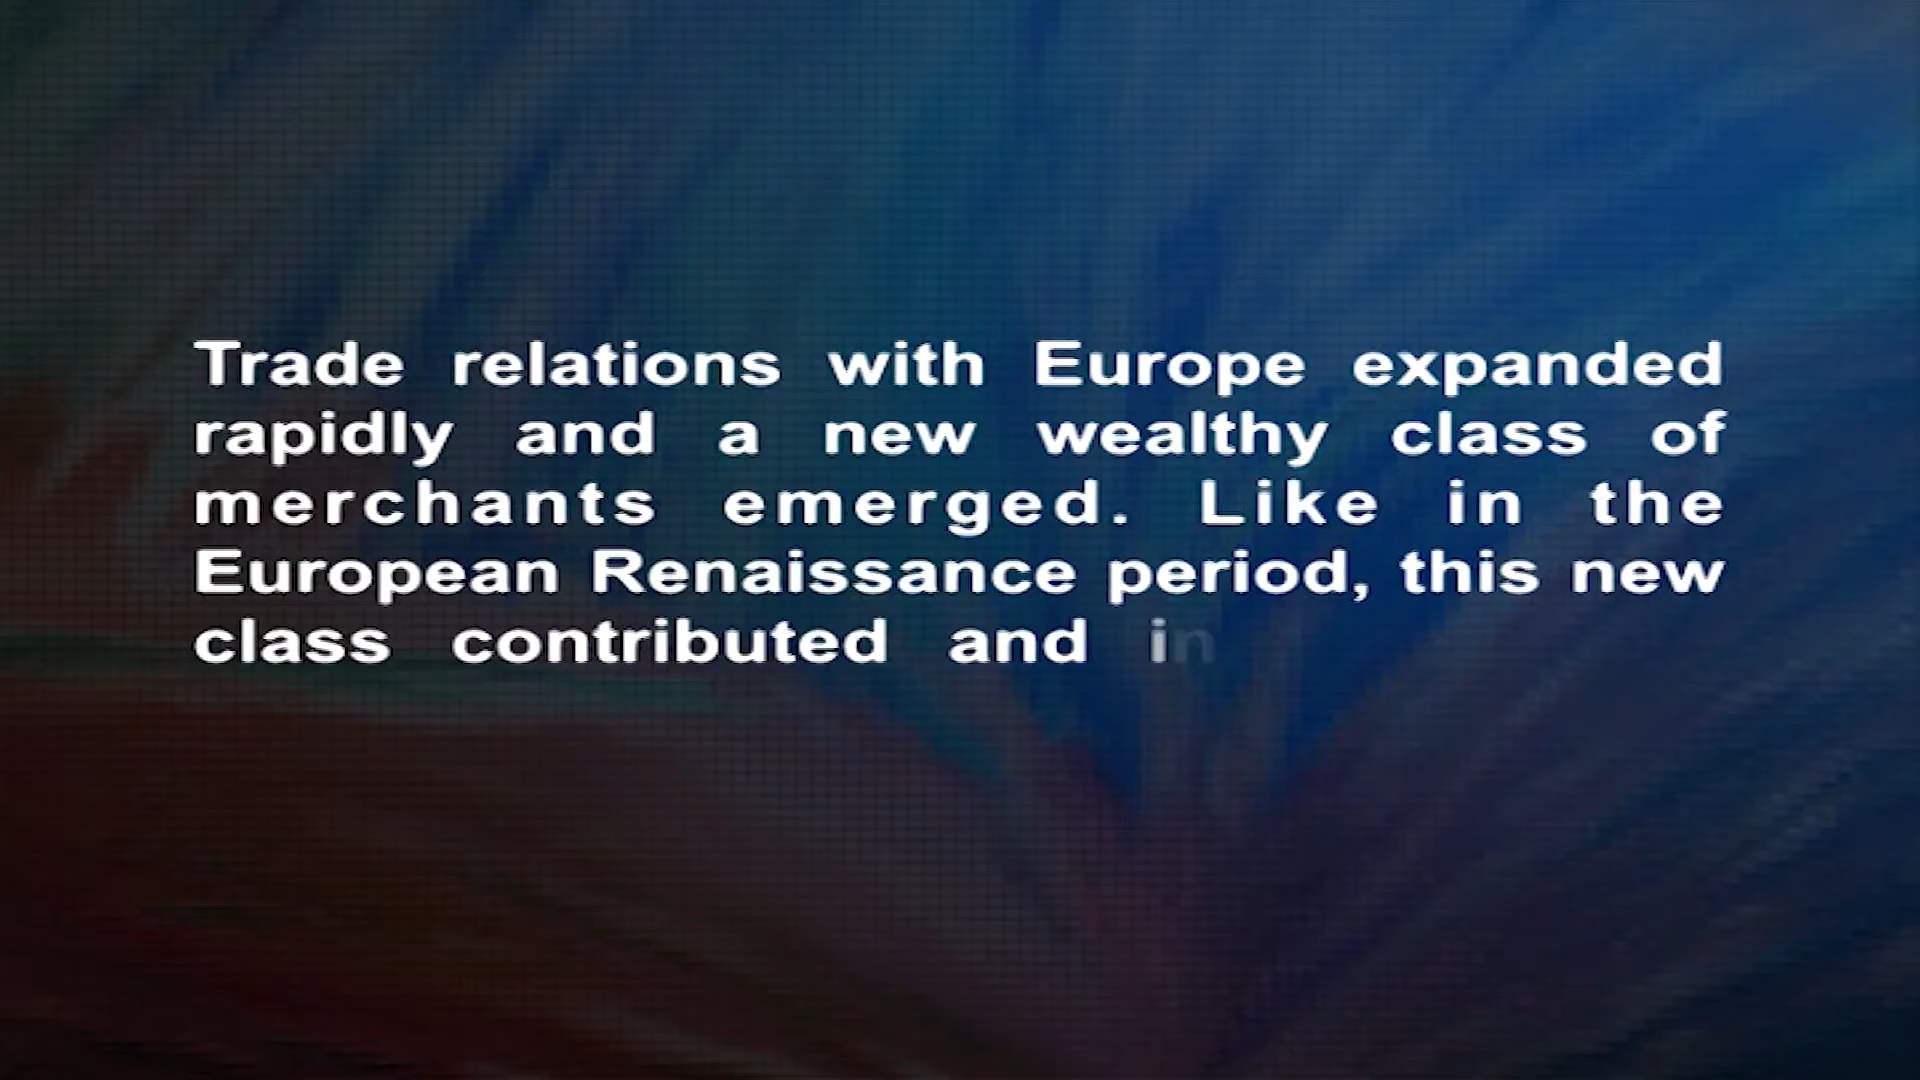 Trade relations with Europe expanded
rapidly and a new wealthy class of
merchants emerged. Like in the
European Renaissance period, this new
class contributed and in